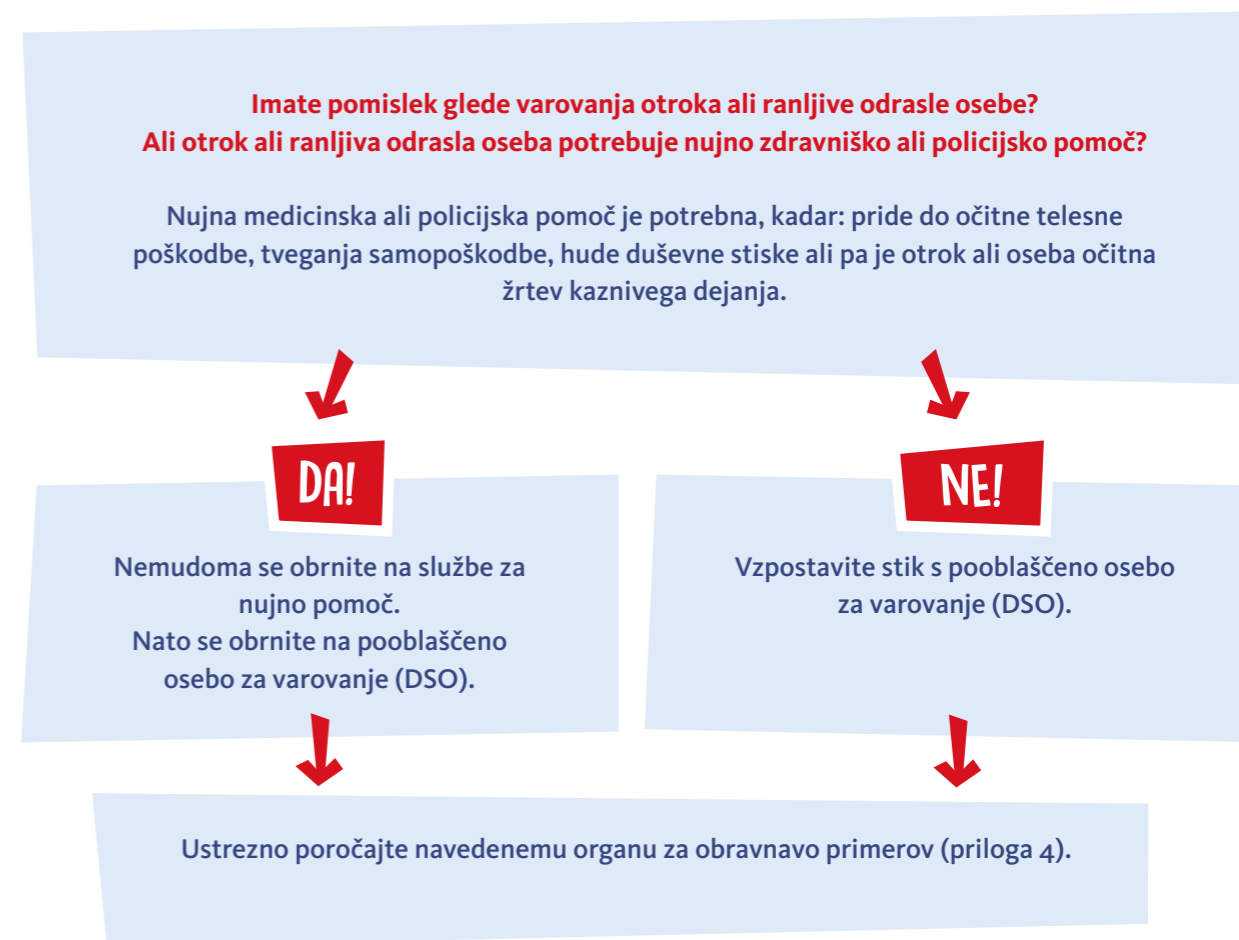 Imate pomislek glede varovanja otroka ali ranljive odrasle osebe?
Ali otrok ali ranljiva odrasla oseba potrebuje nujno zdravniško ali policijsko pomoč?
Nujna medicinska ali policijska pomoč je potrebna, kadar: pride do očitne telesne
poškodbe, tveganja samopoškodbe, hude duševne stiske ali pa je otrok ali oseba očitna
žrtev kaznivega dejanja.
DA!
Nemudoma se obrnite na službe za
nujno pomoč.
Nato se obrnite na pooblaščeno
osebo za varovanje (DSO).
NE!
Vzpostavite stik s pooblaščeno osebo
za varovanje (DSO).
Ustrezno poročajte navedenemu organu za obravnavo primerov (priloga 4).